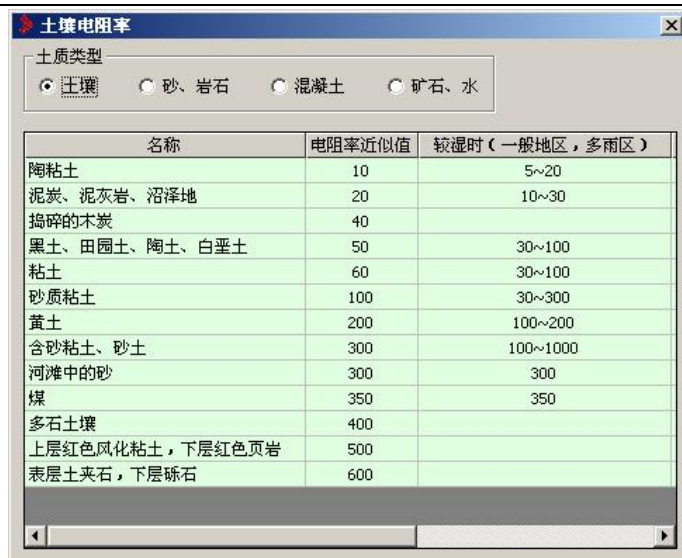 土壤电阻率
土质类型
土壤 砂、岩石 混凝土 矿石、水
名称 电阻率近似值 较湿时(一般地区,多雨区)
陶粘土 10 5~20
泥炭、泥灰岩、沼泽地 20 10~30
捣碎的木炭 40
黑土、田园土、陶土、白垩土 50 30~100
粘土 60 30~100
砂质粘土 100 30~300
黄土 200 100~200
含砂粘土、砂土 300 100~1000
河滩中的砂 300 300
煤 350 350
多石土壤 400
上层红色风化粘土,下层红色页岩 500
表层土夹石,下层砾石 600